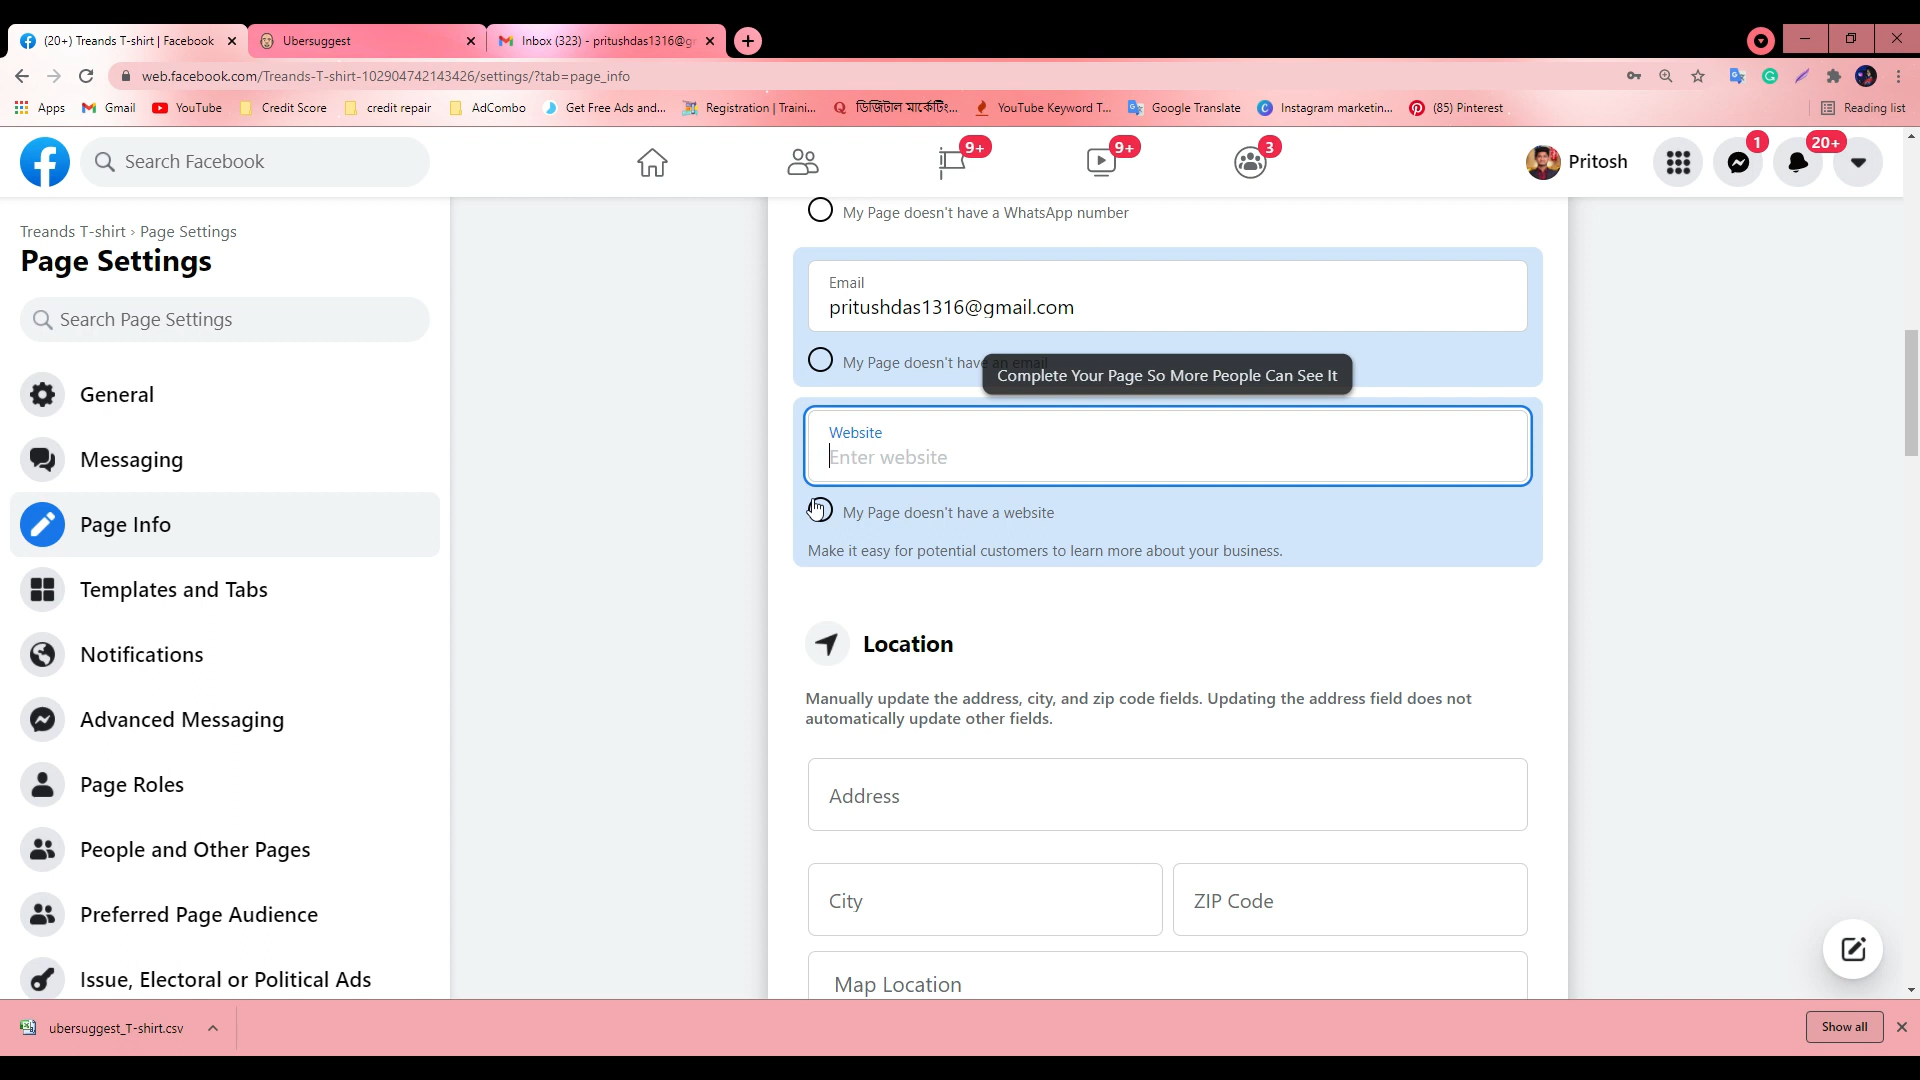 (20+) Treands T-shirt | Facebook
Ubersuggest
Inbox (323) - pritushdas1316@g
web.facebook.com/Treands-T-shirt-102904742143426/settings/?tab=page_info
Apps
Gmail
YouTube
Credit Score
credit repair
AdCombo
Get Free Ads and...
Registration | Traini...
ডিজিটাল মার্কেটিং...
YouTube Keyword T...
Google Translate
Instagram marketin...
(85) Pinterest
Reading list
Search Facebook
9+
9+
3
Pritosh
1
20+
Treands T-shirt › Page Settings
Page Settings
Search Page Settings
General
Messaging
Page Info
Templates and Tabs
Notifications
Advanced Messaging
Page Roles
People and Other Pages
Preferred Page Audience
Issue, Electoral or Political Ads
My Page doesn't have a WhatsApp number
Email
pritushdas1316@gmail.com
My Page doesn't have an email
Complete Your Page So More People Can See It
Website
Enter website
My Page doesn't have a website
Make it easy for potential customers to learn more about your business.
Location
Manually update the address, city, and zip code fields. Updating the address field does not
automatically update other fields.
Address
City
ZIP Code
Map Location
ubersuggest_T-shirt.csv
Show all